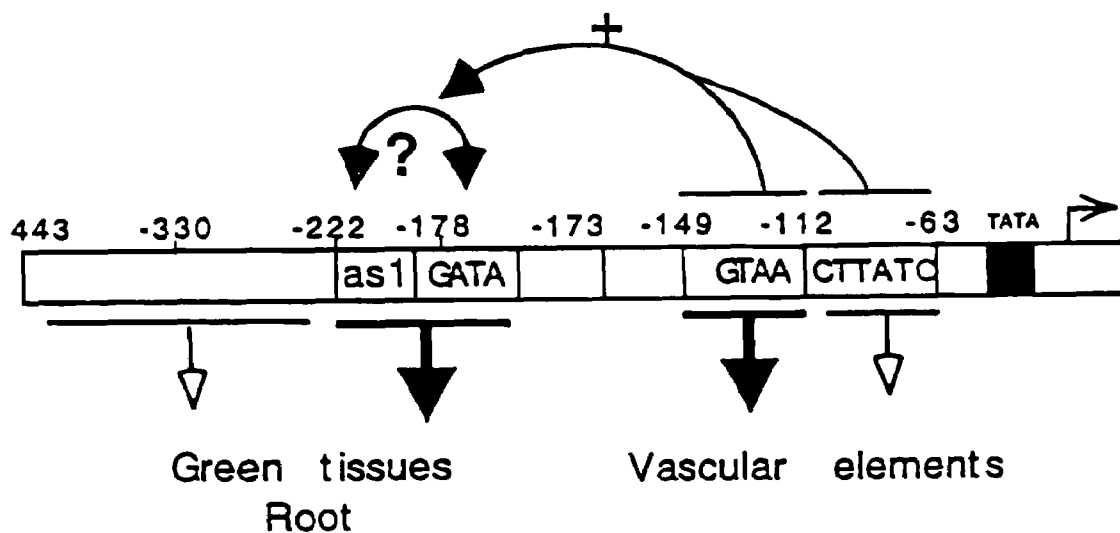 +
?
443 -330 -222 -178 -173 -149 -112 -63 TATA
as1 GATA GTAA CTTATC
Green tissues Vascular elements
Root